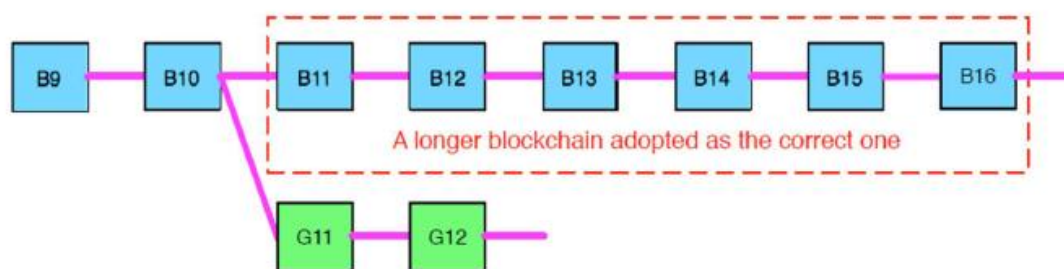 B9 B10 B11 B12 B13 B14 B15 B16
A longer blockchain adopted as the correct one
G11 G12